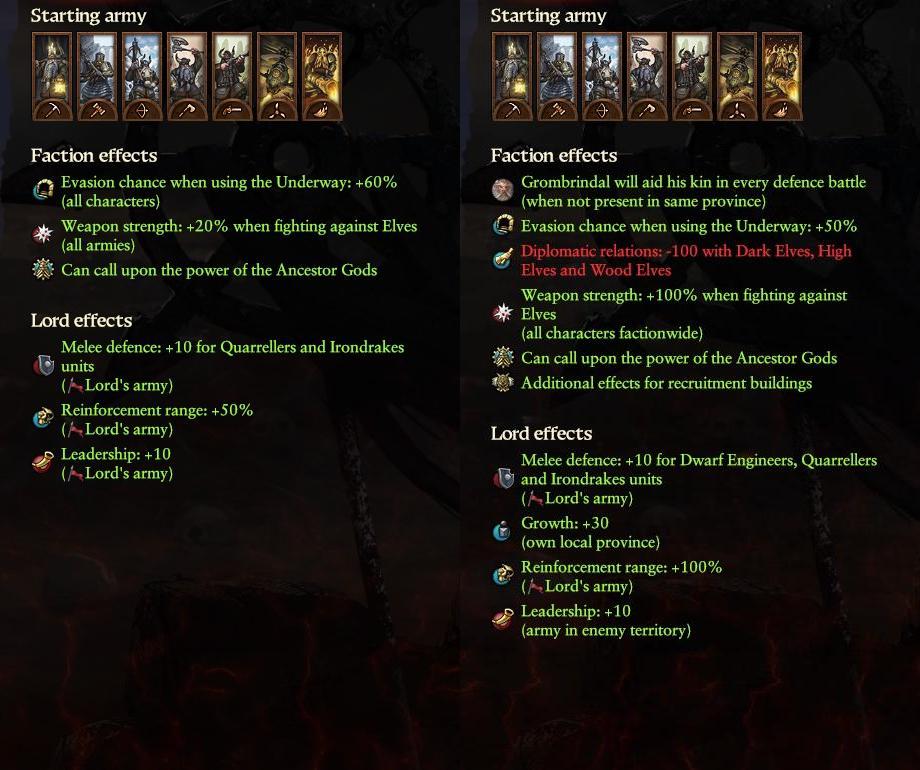 Starting army
Faction effects
Evasion chance when using the Underway: +60%
(all characters)
Weapon strength: +20% when fighting against Elves
(all armies)
Can call upon the power of the Ancestor Gods
Lord effects
Melee defence: +10 for Quarrellers and Irondrakes
units
(Lord's army)
Reinforcement range: +50%
(Lord's army)
Leadership: +10
(Lord's army)
Starting army
Faction effects
Grombrindal will aid his kin in every defence battle
(when not present in same province)
Evasion chance when using the Underway: +50%
Diplomatic relations: -100 with Dark Elves, High
Elves and Wood Elves
Weapon strength: +100% when fighting against
Elves
(all characters factionwide)
Can call upon the power of the Ancestor Gods
Additional effects for recruitment buildings
Lord effects
Melee defence: +10 for Dwarf Engineers, Quarrellers
and Irondrakes units
(Lord's army)
Growth: +30
(own local province)
Reinforcement range: +100%
(Lord's army)
Leadership: +10
(army in enemy territory)